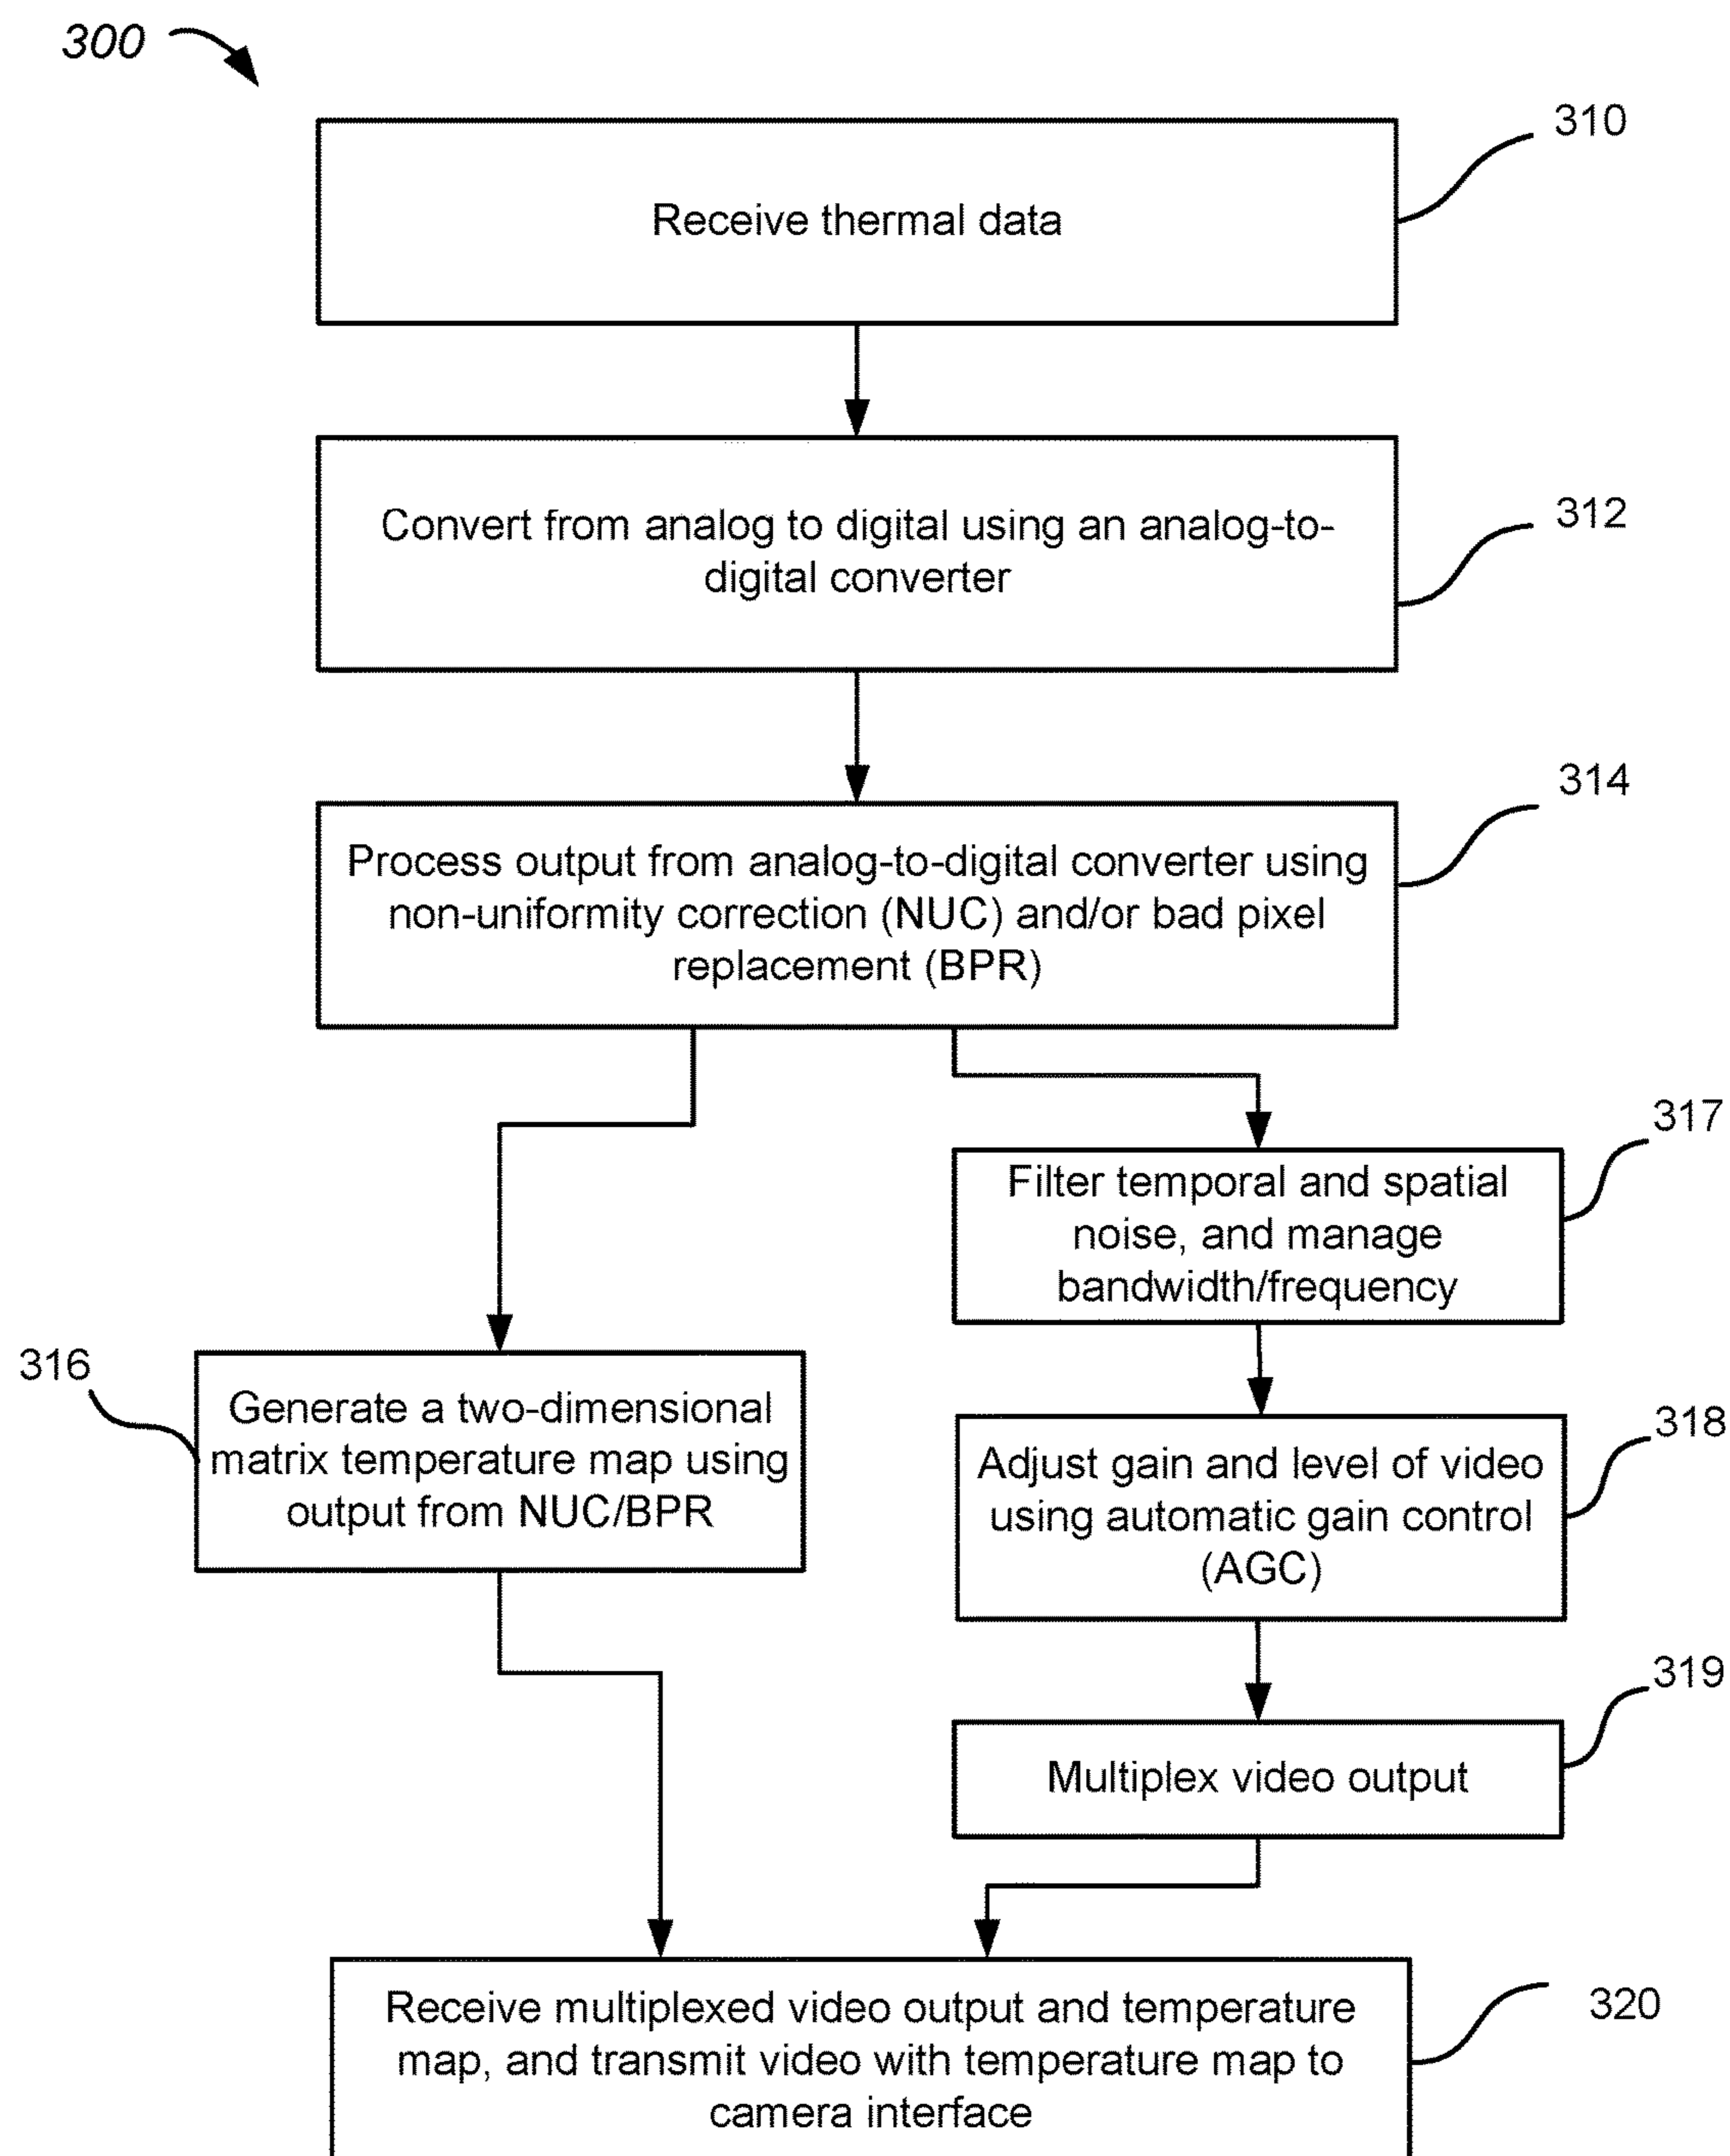 300
310
Receive thermal data
312
Convert from analog to digital using an analog-to-
digital converter
314
Process output from analog-to-digital converter using
non-uniformity correction (NUC) and/or bad pixel
replacement (BPR)
317
Filter temporal and spatial
noise, and manage
bandwidth/frequency
316
Generate a two-dimensional
matrix temperature map using
output from NUC/BPR
318
Adjust gain and level of video
using automatic gain control
(AGC)
319
Multiplex video output
320
Receive multiplexed video output and temperature
map, and transmit video with temperature map to
camera interface